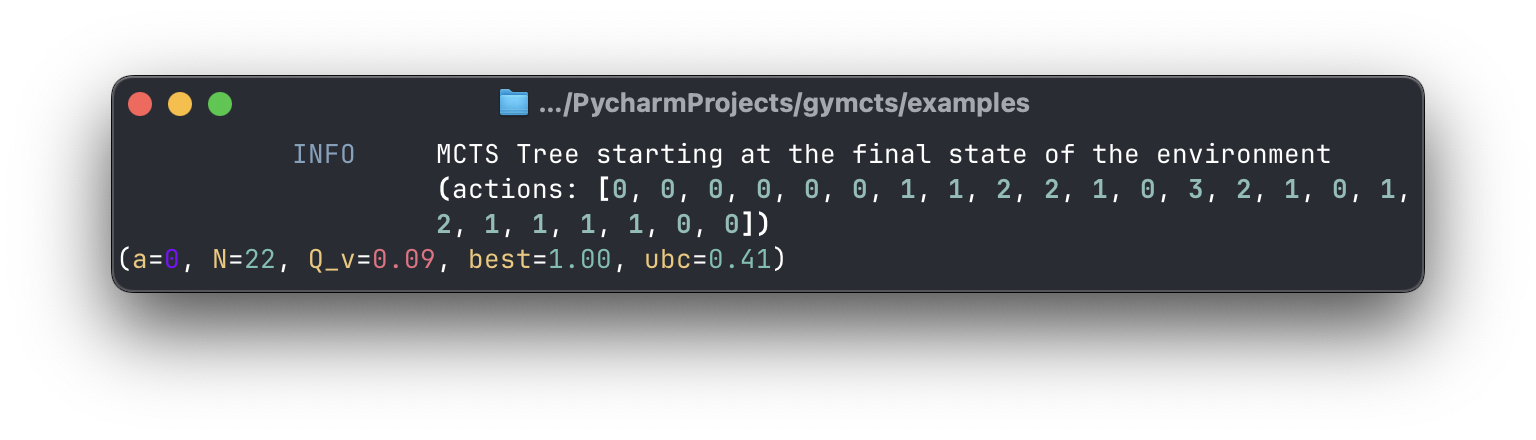 .../PycharmProjects/gymcts/examples
INFO MCTS Tree starting at the final state of the environment
(actions: [0, 0, 0, 0, 0, 0, 1, 1, 2, 2, 1, 0, 3, 2, 1, 0, 1,
2, 1, 1, 1, 1, 0, 0])
(a=0, N=22, Q_v=0.09, best=1.00, ubc=0.41)